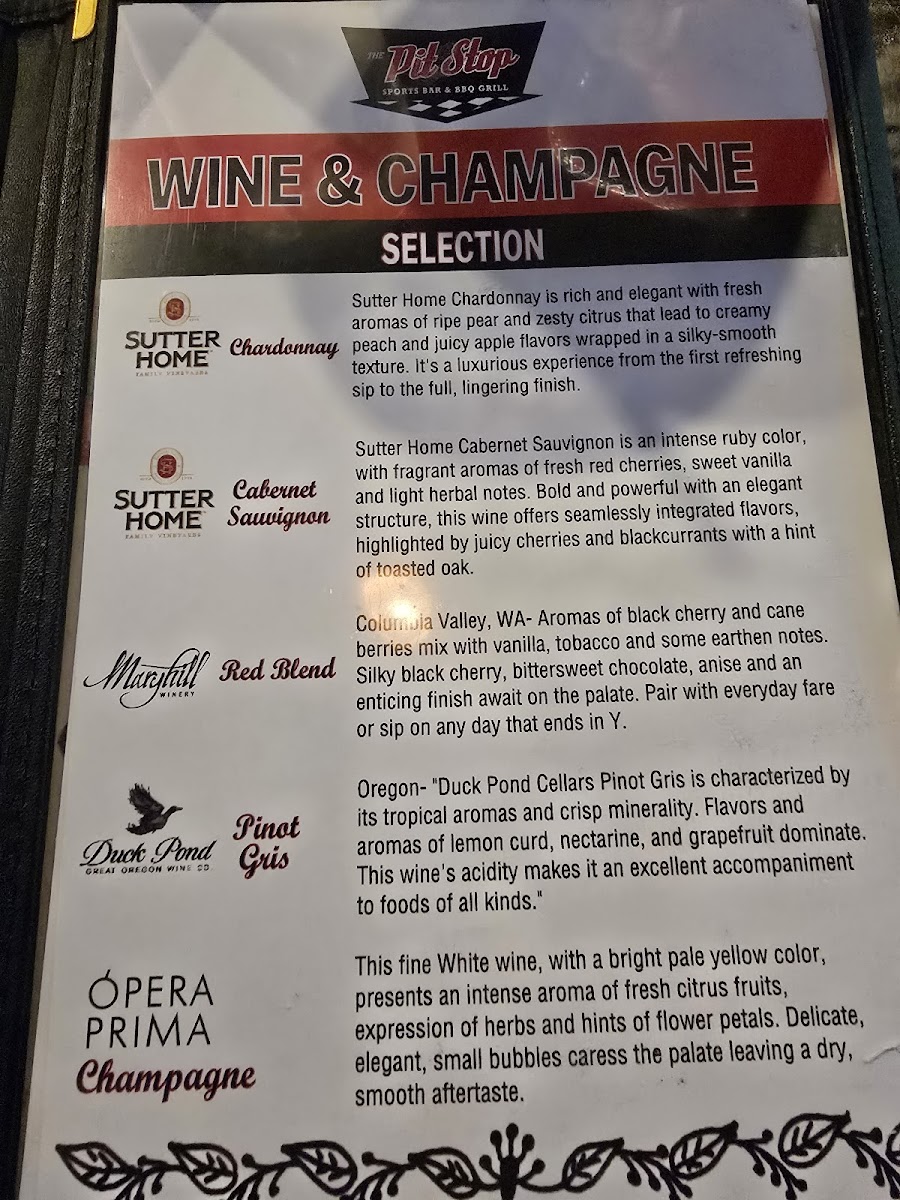 THE Pit Stop
SPORTS BAR & BBQ GRILL
WINE & CHAMPAGNE
SELECTION
SUTTER
HOME
FAMILY VINEYARDS
Chardonnay
Sutter Home Chardonnay is rich and elegant with fresh
aromas of ripe pear and zesty citrus that lead to creamy
peach and juicy apple flavors wrapped in a silky-smooth
texture. It's a luxurious experience from the first refreshing
sip to the full, lingering finish.
SUTTER
HOME
FAMILY VINEYARDS
Cabernet
Sauvignon
Sutter Home Cabernet Sauvignon is an intense ruby color,
with fragrant aromas of fresh red cherries, sweet vanilla
and light herbal notes. Bold and powerful with an elegant
structure, this wine offers seamlessly integrated flavors,
highlighted by juicy cherries and blackcurrants with a hint
of toasted oak.
Maryhill
WINERY
Red Blend
Columbia Valley, WA- Aromas of black cherry and cane
berries mix with vanilla, tobacco and some earthen notes.
Silky black cherry, bittersweet chocolate, anise and an
enticing finish await on the palate. Pair with everyday fare
or sip on any day that ends in Y.
Duck Pond
GREAT OREGON WINE CO.
Pinot
Gris
Oregon- "Duck Pond Cellars Pinot Gris is characterized by
its tropical aromas and crisp minerality. Flavors and
aromas of lemon curd, nectarine, and grapefruit dominate.
This wine's acidity makes it an excellent accompaniment
to foods of all kinds."
ÓPERA
PRIMA
Champagne
This fine White wine, with a bright pale yellow color,
presents an intense aroma of fresh citrus fruits,
expression of herbs and hints of flower petals. Delicate,
elegant, small bubbles caress the palate leaving a dry,
smooth aftertaste.